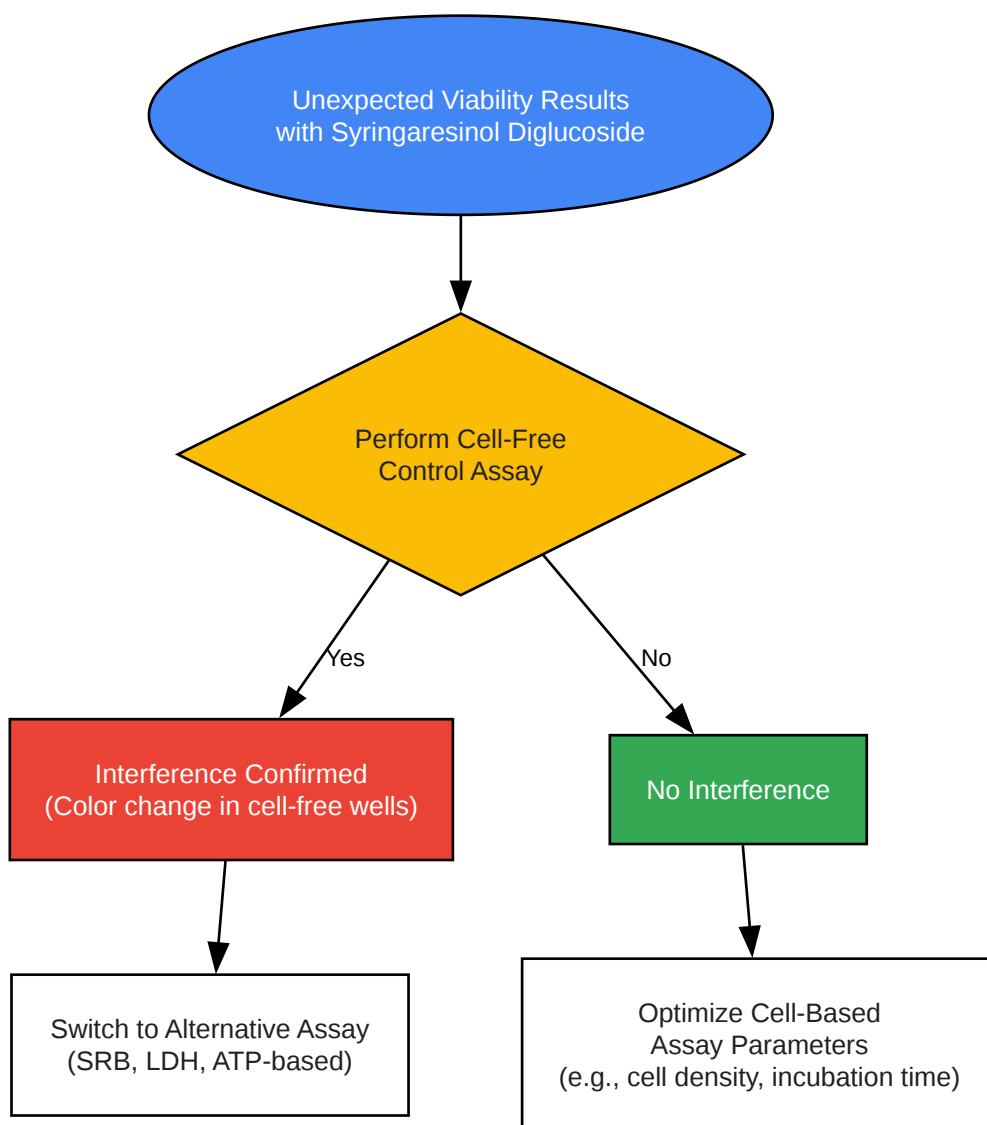 Unexpected Viability Results
with Syringaresinol Diglucoside
Perform Cell-Free
Control Assay
Yes
No
Interference Confirmed
(Color change in cell-free wells)
No Interference
Switch to Alternative Assay
(SRB, LDH, ATP-based)
Optimize Cell-Based
Assay Parameters
(e.g., cell density, incubation time)